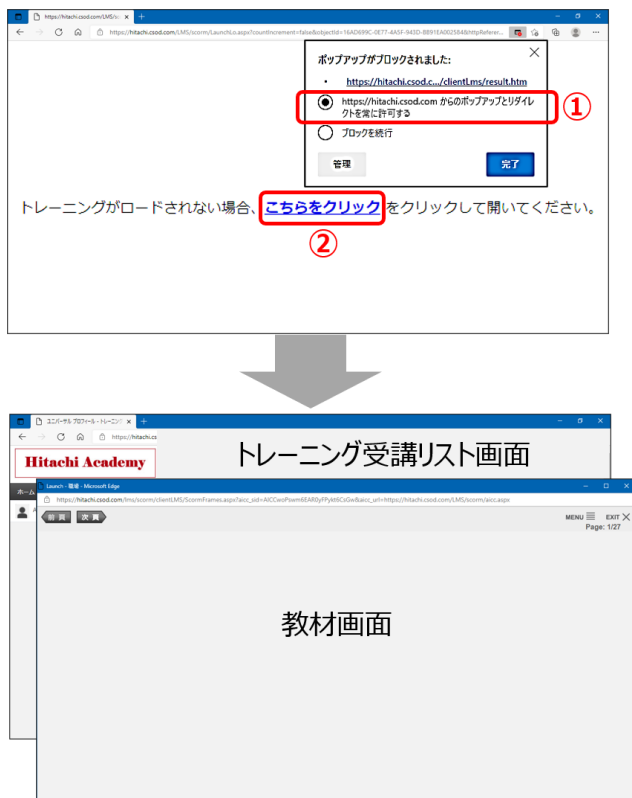 https://hitachi.csod.com/LMS/sc
https://hitachi.csod.com/LMS/scorm/LaunchLo.aspx?countIncrement=false&objectId=16AD699C-0E77-4A5F-943D-BB91EA002584&httpReferer...
ポップアップがブロックされました:
・ https://hitachi.csod.c.../clientLms/result.htm
https://hitachi.csod.com からのポップアップとリダイレ
クトを常に許可する
①
ブロックを続行
管理 完了
トレーニングがロードされない場合、こちらをクリック をクリックして開いてください。
②
ユニバーサル プロファイル - トレーニング
https://hitachi.cs
トレーニング受講リスト画面
Hitachi Academy
ホーム
Launch - 職場 - Microsoft Edge
https://hitachi.csod.com/lms/scorm/clientLMS/ScormFrames.aspx?aicc_sid=AICCwoPswm6EAR0yFPykt6CsGw&aicc_url=https://hitachi.csod.com/LMS/scorm/aicc.aspx
前 頁 次 頁 MENU EXIT
Page: 1/27
教材画面